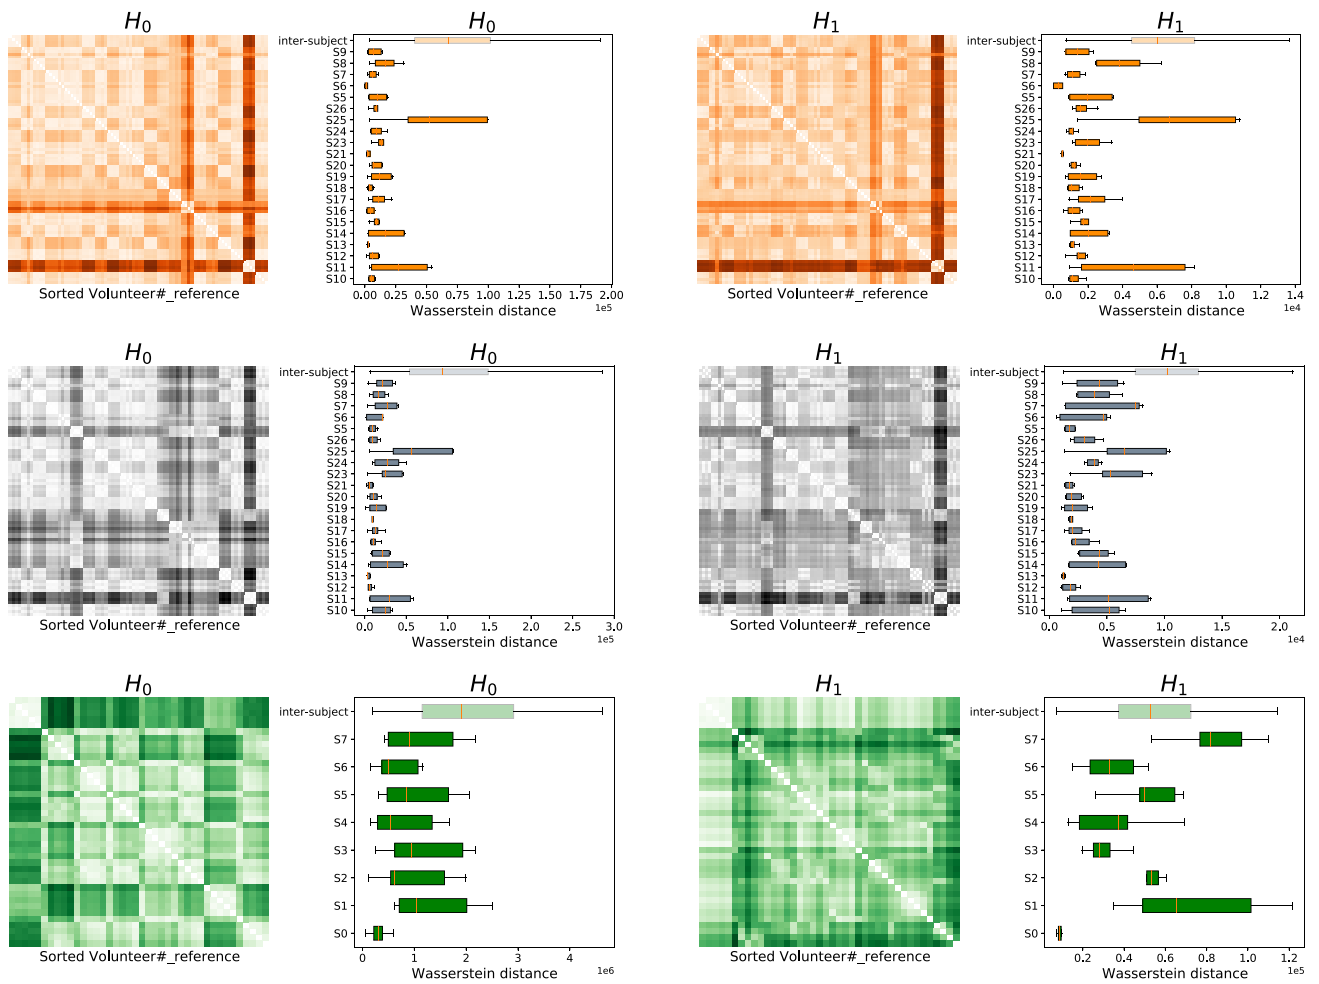 H₀
H₀
H₁
H₁
inter-subject
S9
S8
S7
S6
S5
S26
S25
S24
S23
S21
S20
S19
S18
S17
S16
S15
S14
S13
S12
S11
S10
0.00 0.25 0.50 0.75 1.00 1.25 1.50 1.75 2.00
1e5
Sorted Volunteer#_reference
Wasserstein distance
inter-subject
S9
S8
S7
S6
S5
S26
S25
S24
S23
S21
S20
S19
S18
S17
S16
S15
S14
S13
S12
S11
S10
0.0 0.2 0.4 0.6 0.8 1.0 1.2 1.4
1e4
Sorted Volunteer#_reference
Wasserstein distance
H₀
H₀
H₁
H₁
inter-subject
S9
S8
S7
S6
S5
S26
S25
S24
S23
S21
S20
S19
S18
S17
S16
S15
S14
S13
S12
S11
S10
0.0 0.5 1.0 1.5 2.0 2.5 3.0
1e5
Sorted Volunteer#_reference
Wasserstein distance
inter-subject
S9
S8
S7
S6
S5
S26
S25
S24
S23
S21
S20
S19
S18
S17
S16
S15
S14
S13
S12
S11
S10
0.0 0.5 1.0 1.5 2.0
1e4
Sorted Volunteer#_reference
Wasserstein distance
H₀
H₀
H₁
H₁
inter-subject
S7
S6
S5
S4
S3
S2
S1
S0
0 1 2 3 4
1e6
Sorted Volunteer#_reference
Wasserstein distance
inter-subject
S7
S6
S5
S4
S3
S2
S1
S0
0.2 0.4 0.6 0.8 1.0 1.2
1e5
Sorted Volunteer#_reference
Wasserstein distance